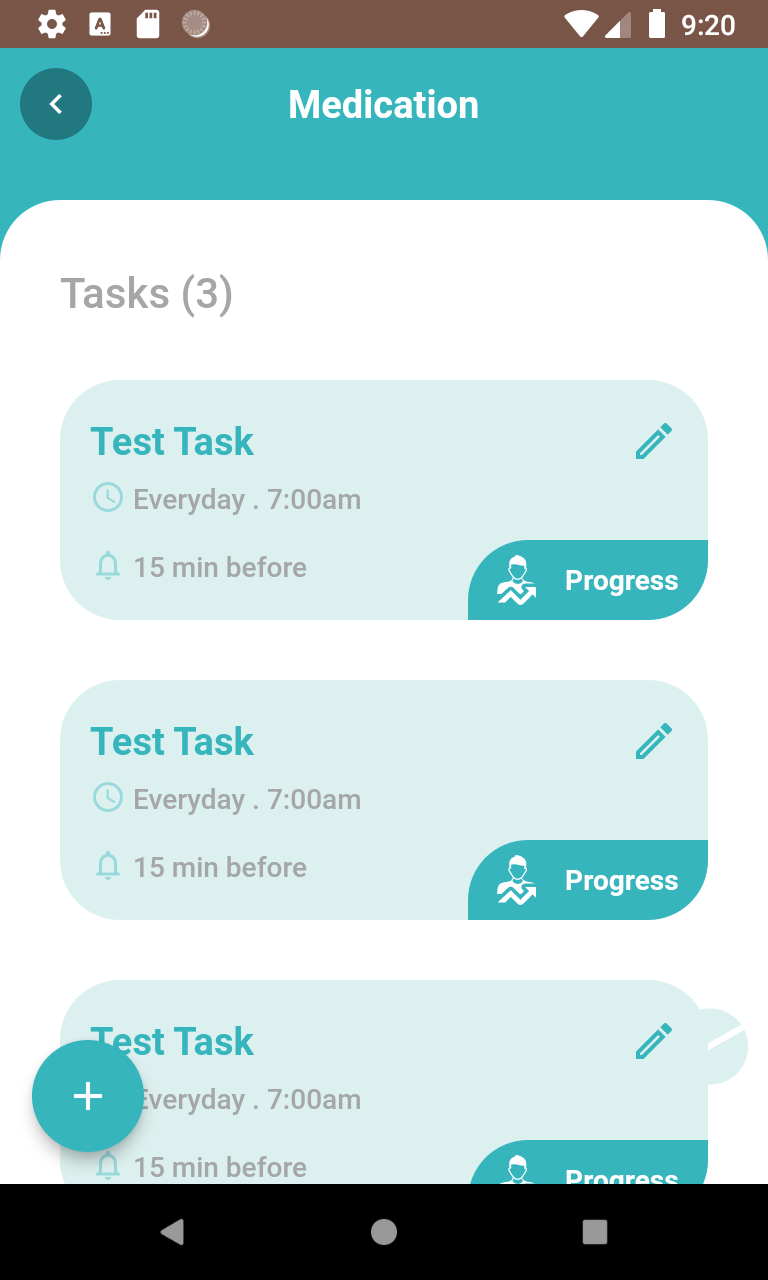 9:20
Medication
Tasks (3)
Test Task
Everyday . 7:00am
15 min before
Progress
Test Task
Everyday . 7:00am
15 min before
Progress
Test Task
Everyday . 7:00am
15 min before
Progress